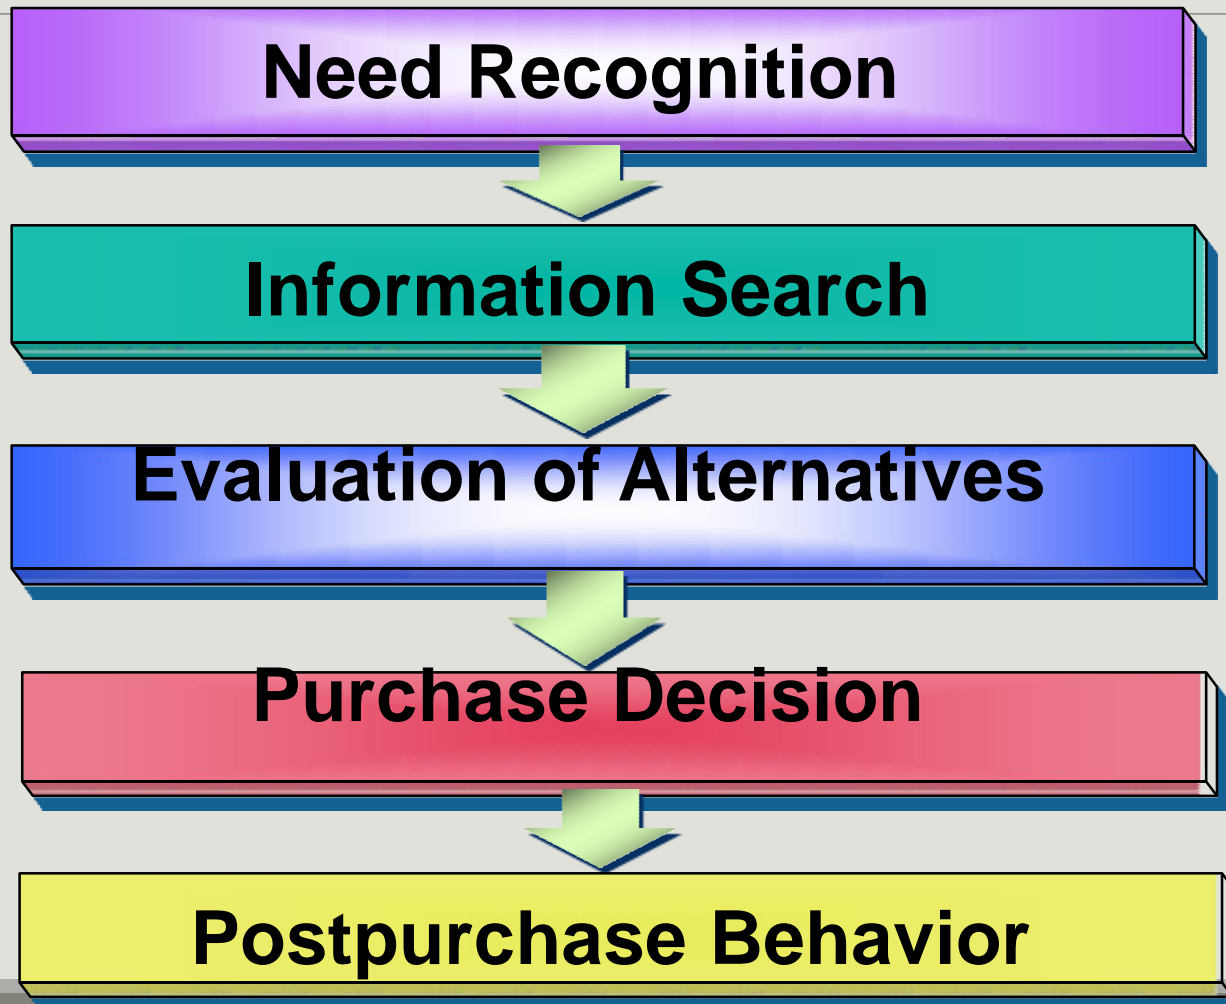 Need Recognition
Information Search
Evaluation of Alternatives
Purchase Decision
Postpurchase Behavior